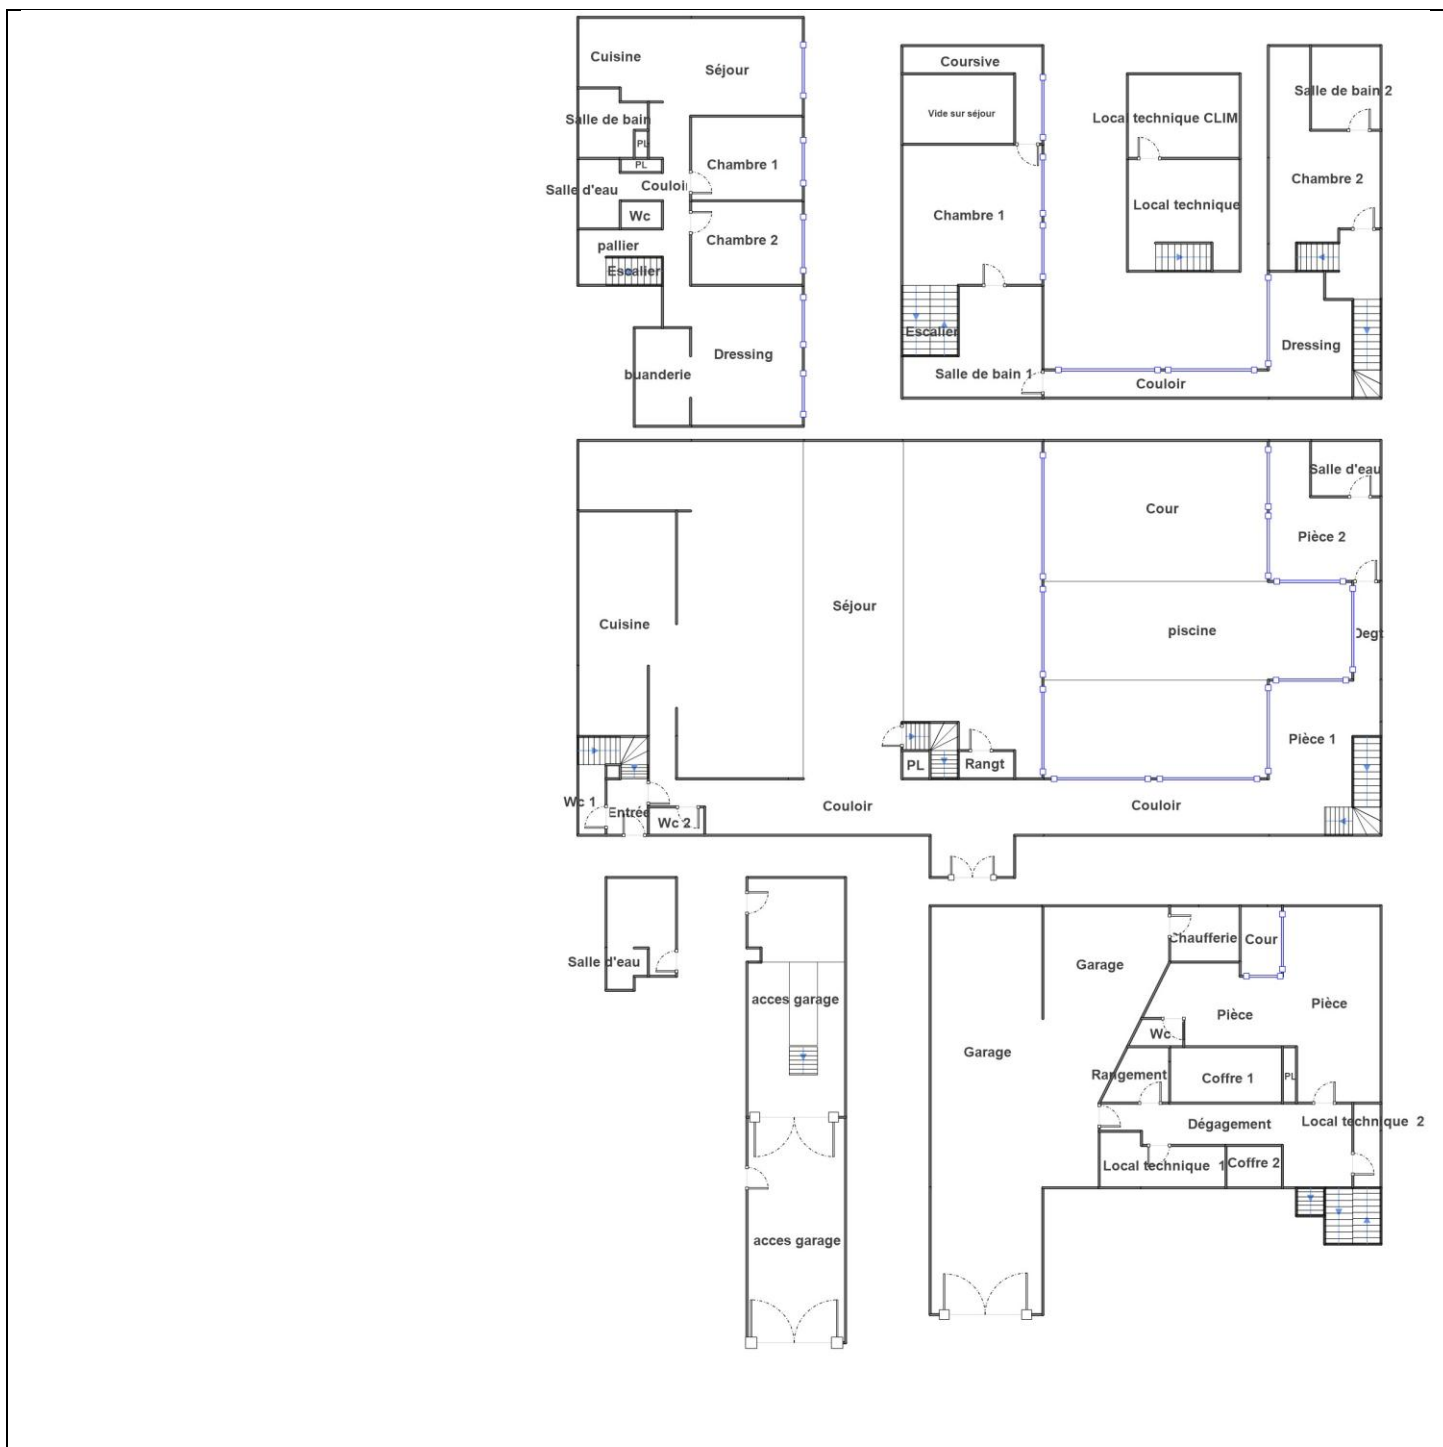 Cuisine
Séjour
Salle de bain
PL
PL
Chambre 1
Salle d'eau
Couloir
Wc
Chambre 2
pallier
Escalier
Dressing
buanderie
Coursive
Vide sur séjour
Chambre 1
Escalier
Salle de bain 1
Couloir
Local technique CLIM
Local technique
Salle de bain 2
Chambre 2
Dressing
Salle d'eau
Cour
Pièce 2
Séjour
Cuisine
piscine
Degt
Pièce 1
PL
Rangt
Wc 1
Entrée
Wc 2
Couloir
Couloir
Salle d'eau
acces garage
acces garage
Chaufferie
Cour
Garage
Pièce
Pièce
Wc
Garage
Rangement
Coffre 1
PL
Dégagement
Local technique 2
Local technique 1
Coffre 2